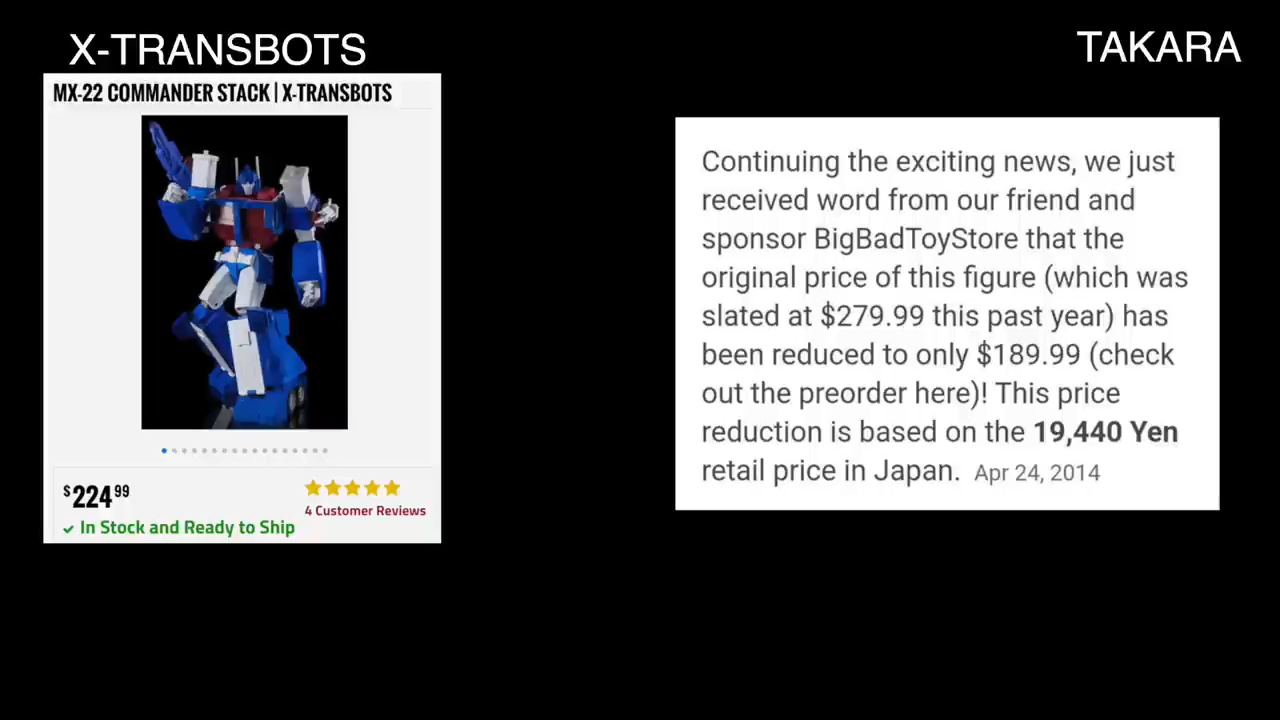 X-TRANSBOTS
TAKARA
MX-22 COMMANDER STACK | X-TRANSBOTS
$224.99
4 Customer Reviews
✓ In Stock and Ready to Ship
Continuing the exciting news, we just
received word from our friend and
sponsor BigBadToyStore that the
original price of this figure (which was
slated at $279.99 this past year) has
been reduced to only $189.99 (check
out the preorder here)! This price
reduction is based on the 19,440 Yen
retail price in Japan. Apr 24, 2014